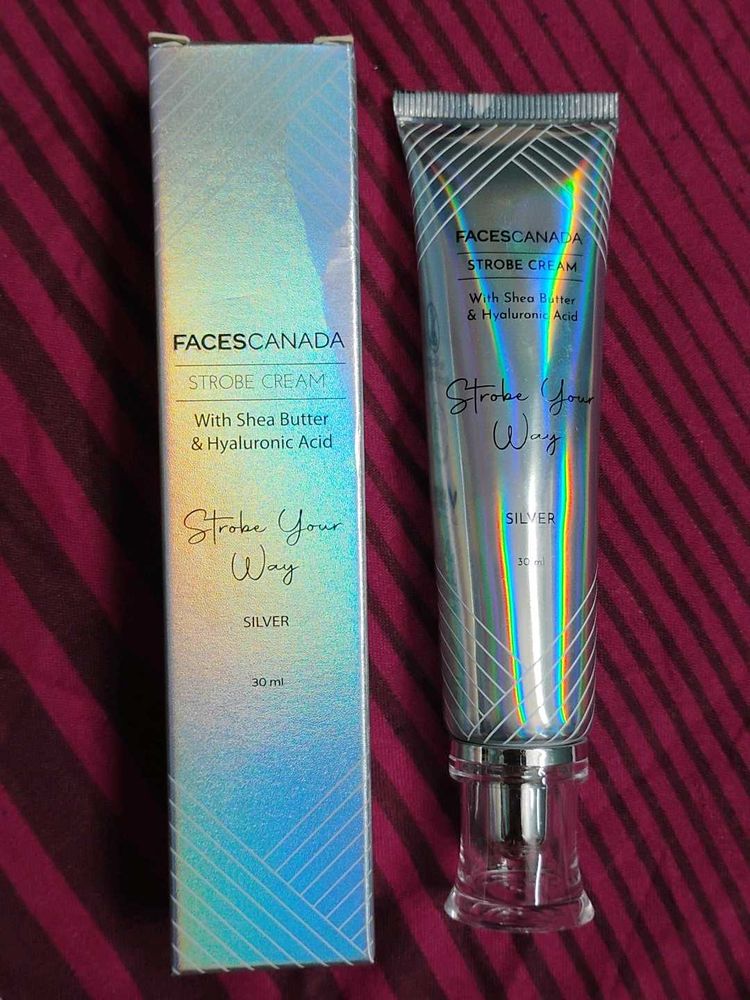 FACESCANADA
STROBE CREAM
With Shea Butter
& Hyaluronic Acid
Strobe Your
Way
SILVER
30 ml
FACESCANADA
STROBE CREAM
With Shea Butter
& Hyaluronic Acid
Strobe Your
Way
SILVER
30 ml